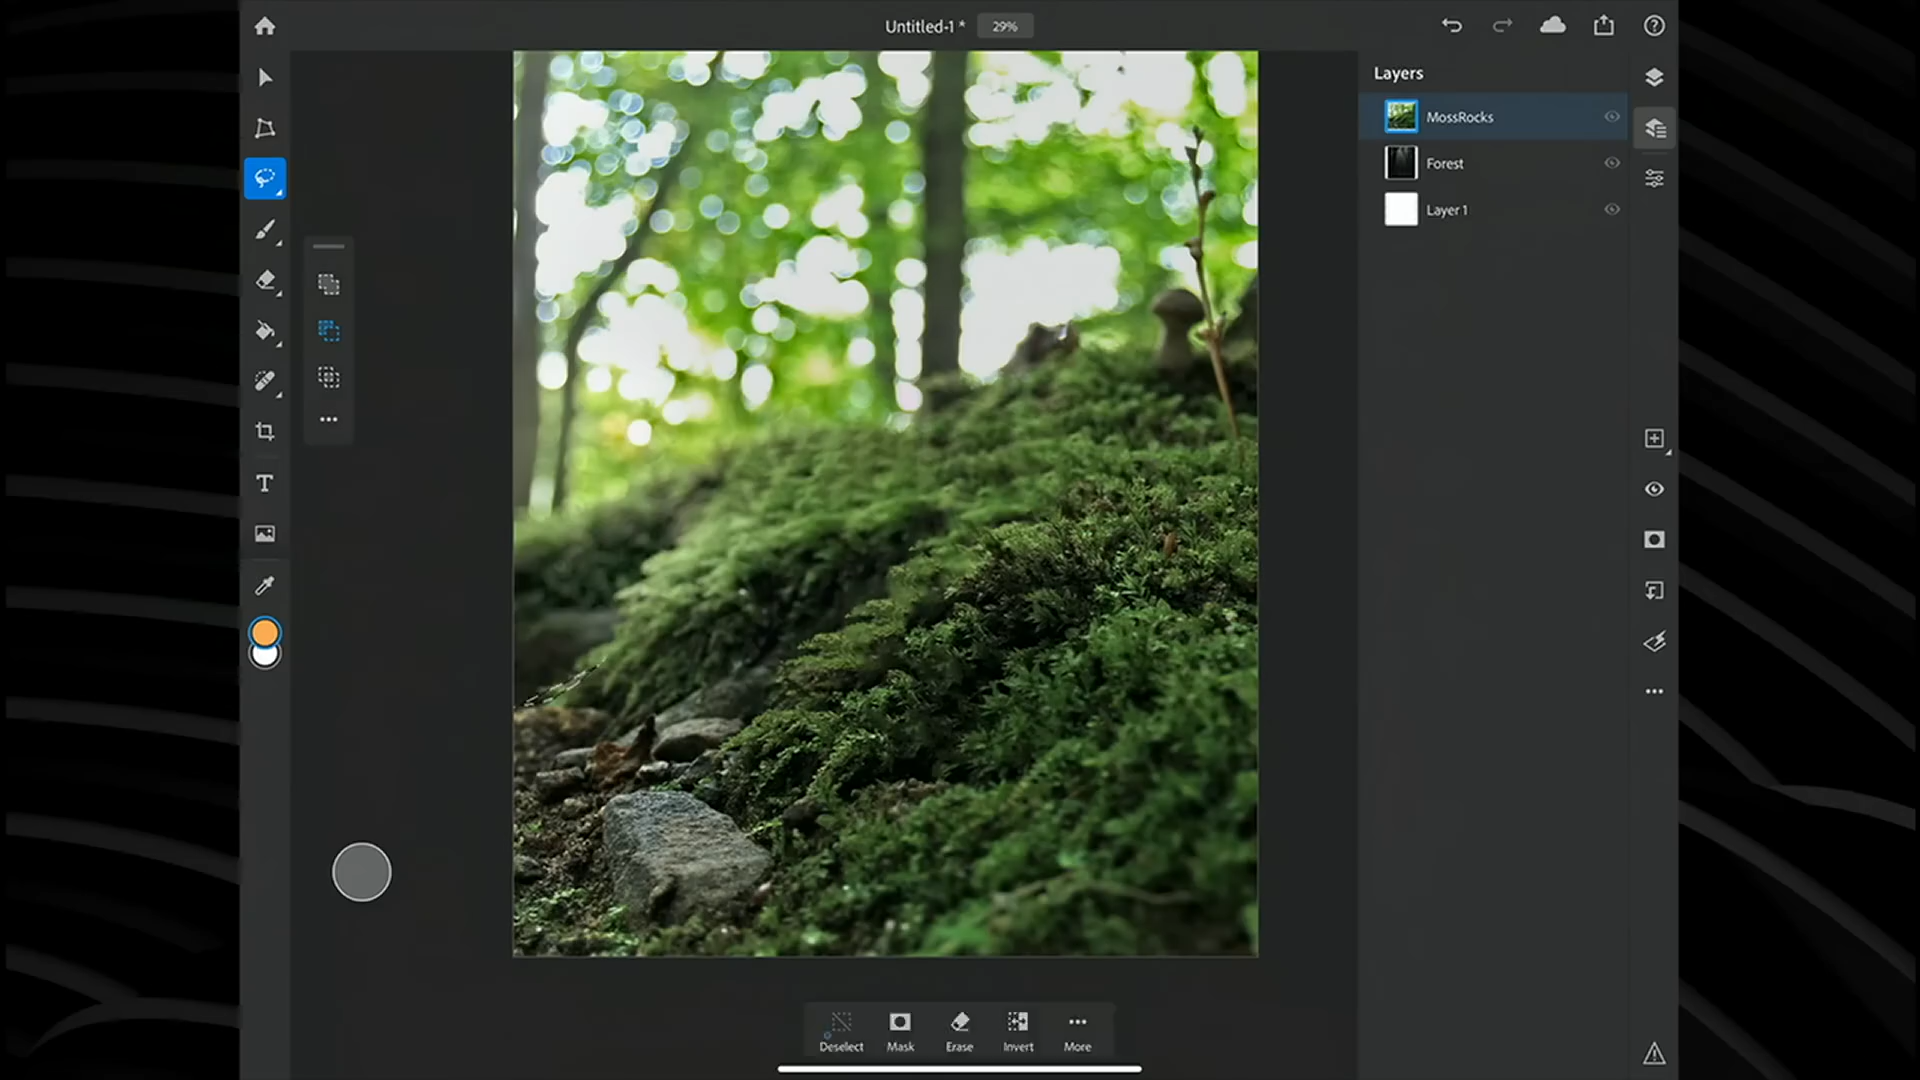 Untitled-1 *
29%
Layers
MossRocks
Forest
Layer 1
Deselect
Mask
Erase
Invert
More